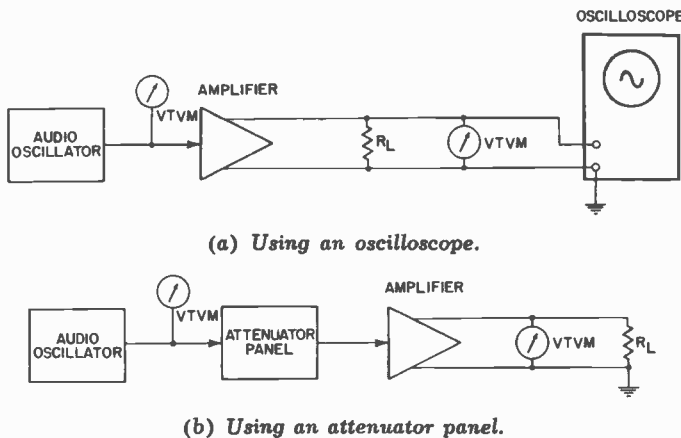 OSCILLOSCOPE
AMPLIFIER
VTVM
AUDIO
OSCILLATOR
RL
VTVM
(a) Using an oscilloscope.
AMPLIFIER
VTVM
AUDIO
OSCILLATOR
ATTENUATOR
PANEL
VTVM
RL
(b) Using an attenuator panel.